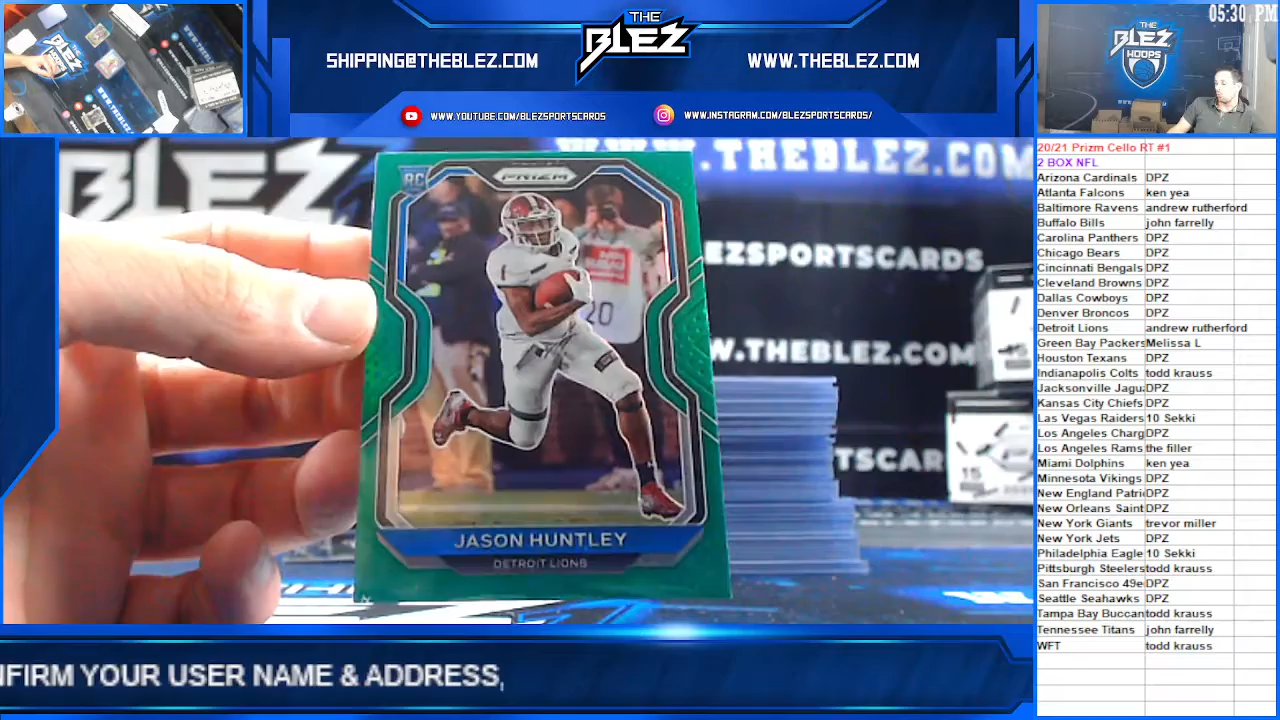 THE
BLEZ
SHIPPING@THEBLEZ.COM
WWW.THEBLEZ.COM
WWW.YOUTUBE.COM/BLEZSPORTSCARDS
WWW.INSTAGRAM.COM/BLEZSPORTSCARDS/
05:30 PM
THE
BLEZ
HOOPS
BLEZ
WWW.THEBLEZ.COM
EZSPORTSCARDS
W.THEBLEZ.COM
TSCARDS
15
RC
PRIZM
20
1
JASON HUNTLEY
DETROIT LIONS
NFIRM YOUR USER NAME & ADDRESS,
20/21 Prizm Cello RT #1
2 BOX NFL
Arizona Cardinals DPZ
Atlanta Falcons ken yea
Baltimore Ravens andrew rutherford
Buffalo Bills john farrelly
Carolina Panthers DPZ
Chicago Bears DPZ
Cincinnati Bengals DPZ
Cleveland Browns DPZ
Dallas Cowboys DPZ
Denver Broncos DPZ
Detroit Lions andrew rutherford
Green Bay Packers Melissa L
Houston Texans DPZ
Indianapolis Colts todd krauss
Jacksonville Jagu DPZ
Kansas City Chiefs DPZ
Las Vegas Raiders 10 Sekki
Los Angeles Charg DPZ
Los Angeles Rams the filler
Miami Dolphins ken yea
Minnesota Vikings DPZ
New England Patri DPZ
New Orleans Saint DPZ
New York Giants trevor miller
New York Jets DPZ
Philadelphia Eagle 10 Sekki
Pittsburgh Steelers todd krauss
San Francisco 49e DPZ
Seattle Seahawks DPZ
Tampa Bay Buccan todd krauss
Tennessee Titans john farrelly
WFT todd krauss